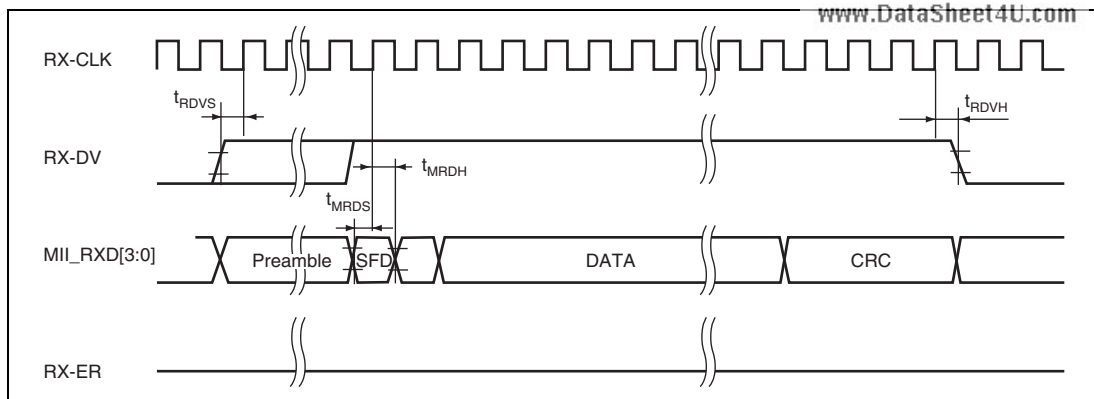 www.DataSheet4U.com
RX-CLK
tRDVS
tRDVH
RX-DV
tMRDH
tMRDS
MII_RXD[3:0]
Preamble
SFD
DATA
CRC
RX-ER